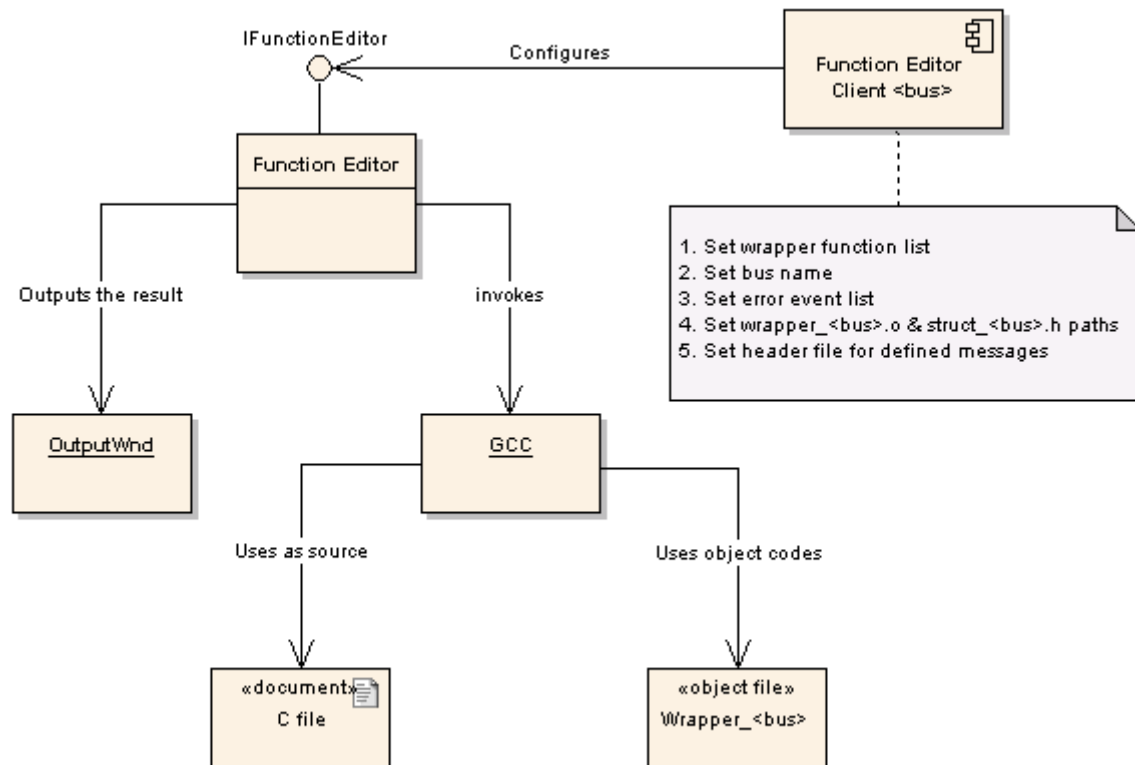 IFunctionEditor
Configures
Function Editor
Client <bus>
Function Editor
1. Set wrapper function list
2. Set bus name
3. Set error event list
4. Set wrapper_<bus>.o & struct_<bus>.h paths
5. Set header file for defined messages
Outputs the result
invokes
OutputWnd
GCC
Uses as source
Uses object codes
«document»
C file
«object file»
Wrapper_<bus>